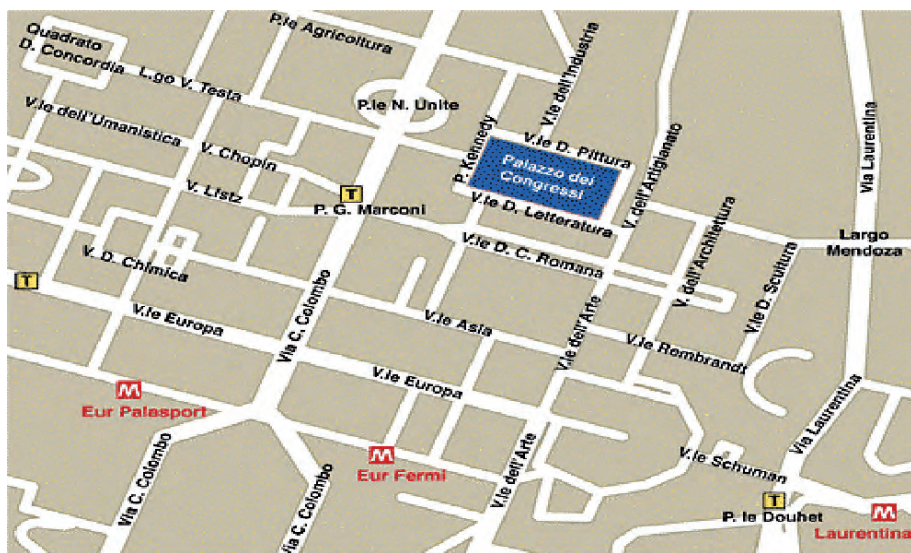 P.le Agricoltura
Quadrato
D. Concordia
L.go V. Testa
V.le dell'Industria
P.le N. Unite
V.le dell'Umanistica
V. Chopin
P. Kennedy
V.le D. Pittura
Palazzo dei
Congressi
V. dell'Artigianato
Via Laurentina
V. Listz
T
P. G. Marconi
V.le D. Letteratura
V.le D. C. Romana
V. dell'Architettura
Largo
Mendoza
V. D. Chimica
T
V.le D. Scultura
V.le Europa
Via C. Colombo
V.le Asia
V.le dell'Arte
V.le Rembrandt
V.le Europa
M
Eur Palasport
Via Laurentina
Via C. Colombo
M
Eur Fermi
Via C. Colombo
V.le dell'Arte
V.le Schuman
T
P. le Douhet
M
Laurentina